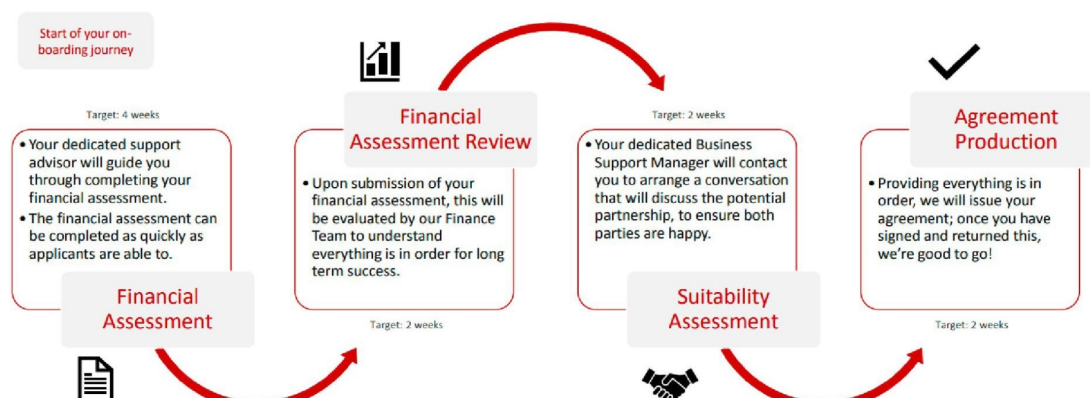 Start of your on-
boarding journey
Target: 4 weeks
• Your dedicated support
advisor will guide you
through completing your
financial assessment.
• The financial assessment can
be completed as quickly as
applicants are able to.
Financial
Assessment
Financial
Assessment Review
• Upon submission of your
financial assessment, this will
be evaluated by our Finance
Team to understand
everything is in order for long
term success.
Target: 2 weeks
Target: 2 weeks
• Your dedicated Business
Support Manager will contact
you to arrange a conversation
that will discuss the potential
partnership, to ensure both
parties are happy.
Suitability
Assessment
Agreement
Production
• Providing everything is in
order, we will issue your
agreement; once you have
signed and returned this,
we're good to go!
Target: 2 weeks